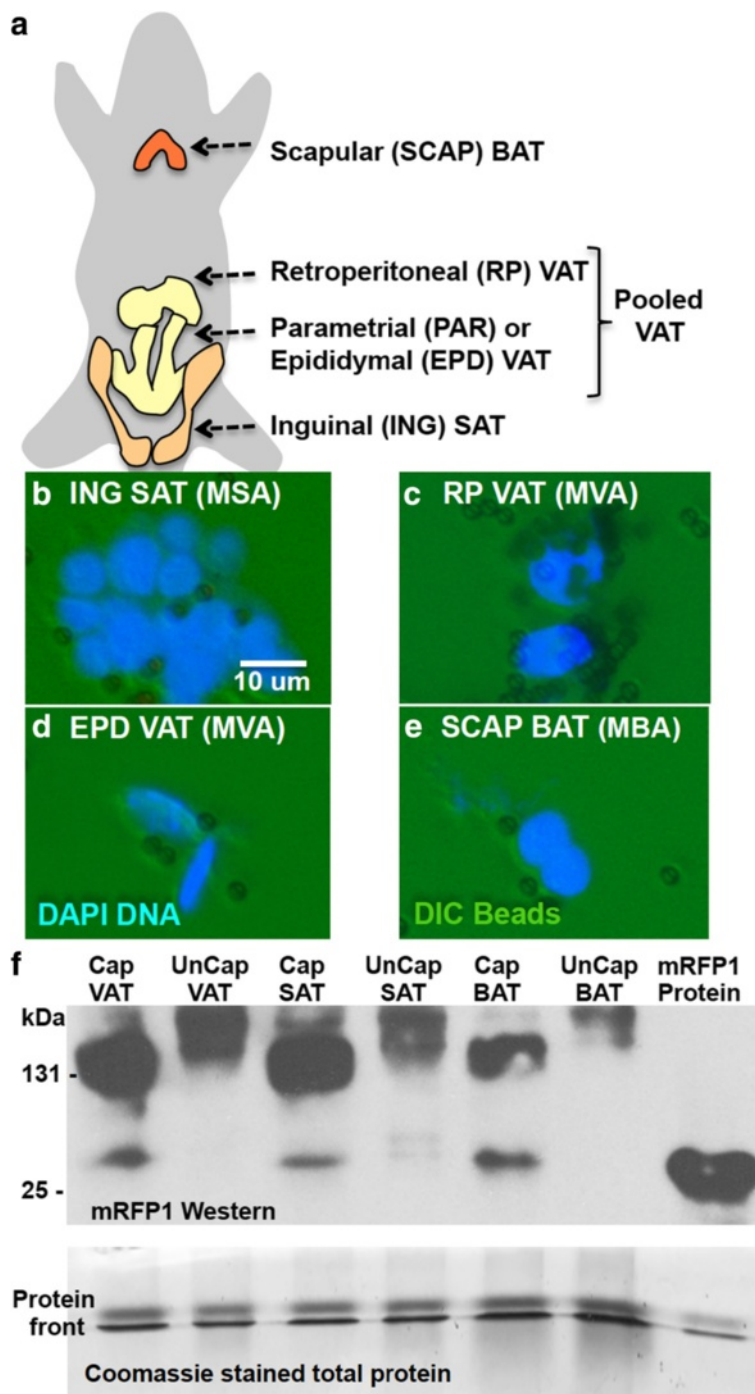 a
Scapular (SCAP) BAT
Retroperitoneal (RP) VAT
Parametrial (PAR) or
Epididymal (EPD) VAT
Pooled
VAT
Inguinal (ING) SAT
b ING SAT (MSA)
10 um
c RP VAT (MVA)
d EPD VAT (MVA)
DAPI DNA
e SCAP BAT (MBA)
DIC Beads
f
Cap
VAT
UnCap
VAT
Cap
SAT
UnCap
SAT
Cap
BAT
UnCap
BAT
mRFP1
Protein
kDa
131 -
25 -
mRFP1 Western
Protein
front
Coomassie stained total protein